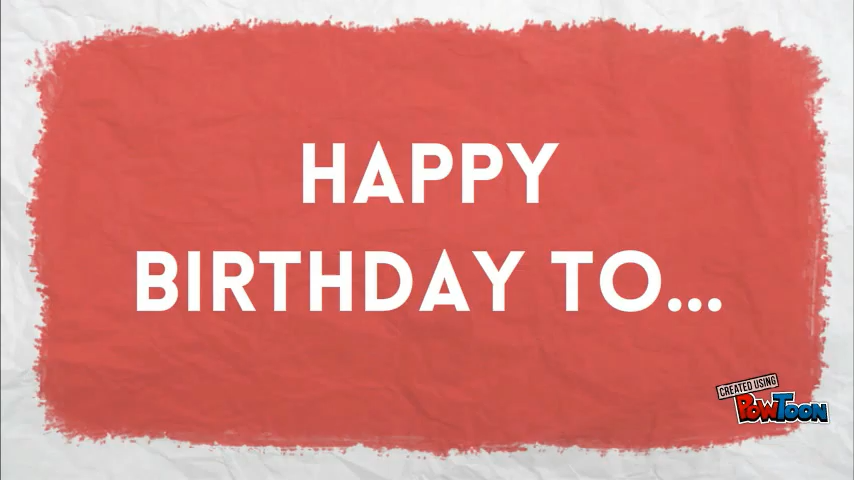 HAPPY
BIRTHDAY TO...
CREATED USING
POWTOON